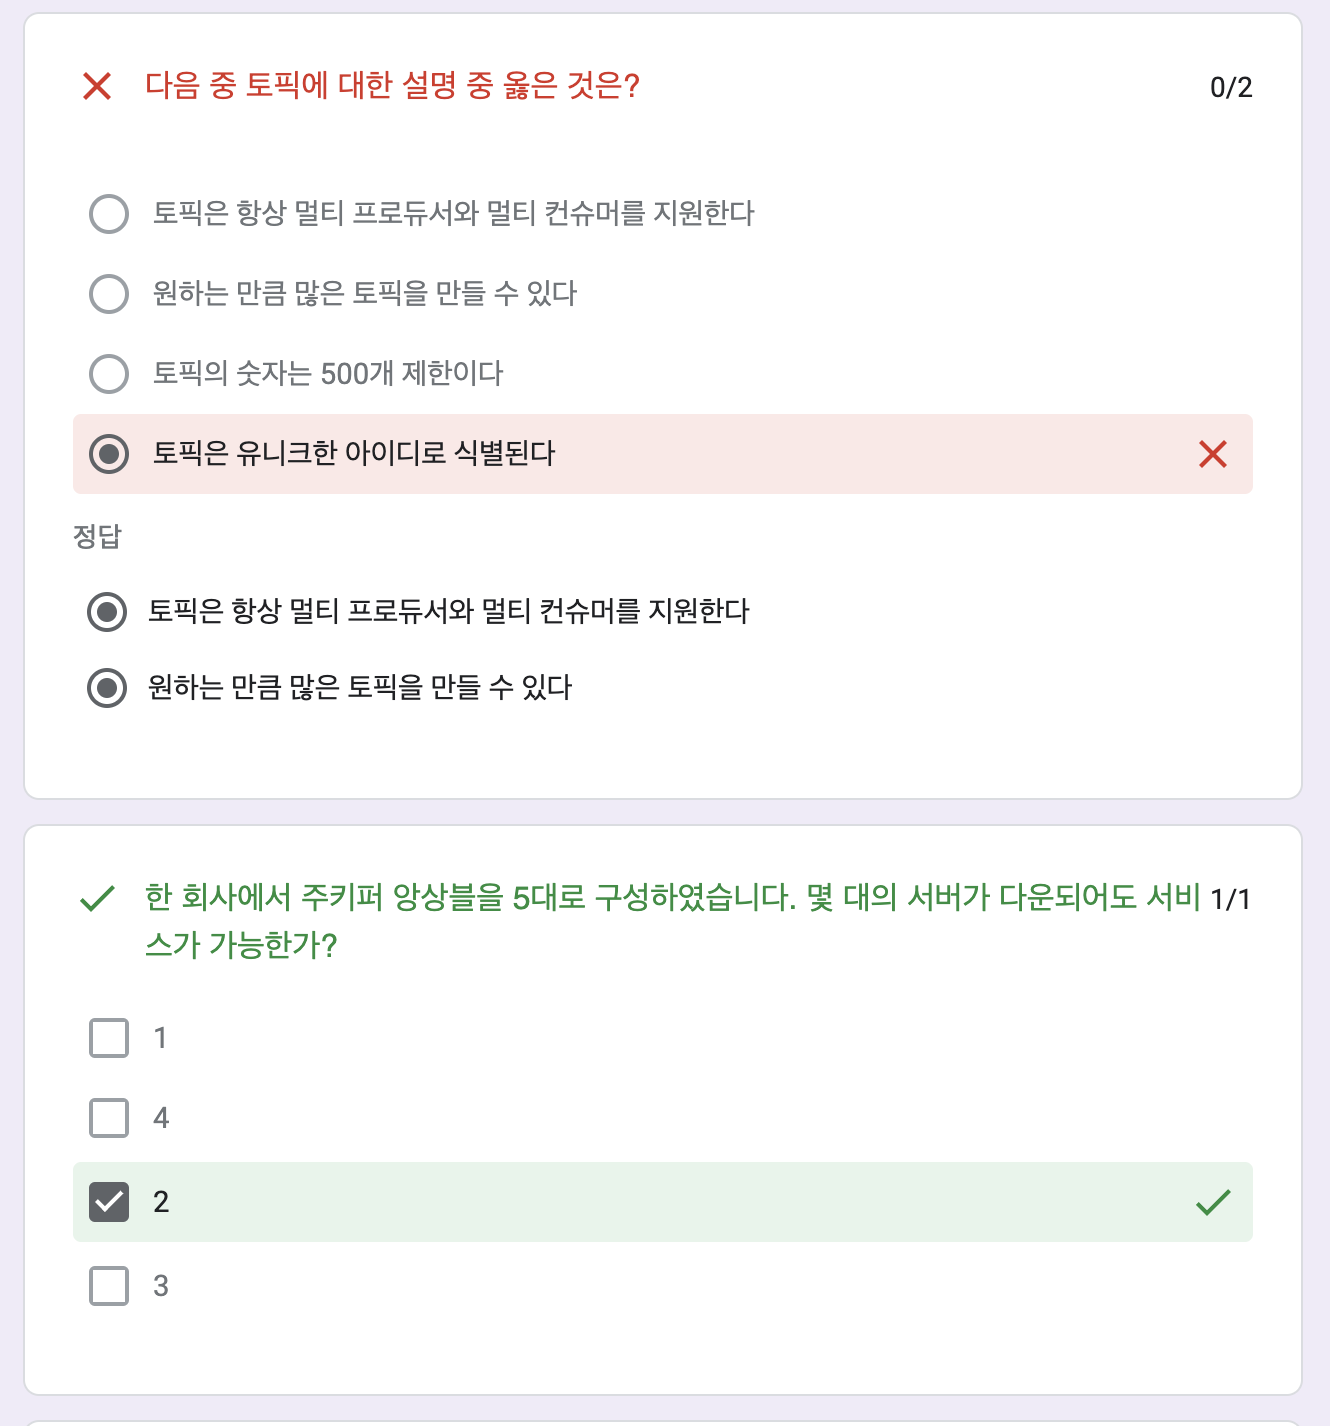 다음 중 토픽에 대한 설명 중 옳은 것은?
0/2
토픽은 항상 멀티 프로듀서와 멀티 컨슈머를 지원한다
원하는 만큼 많은 토픽을 만들 수 있다
토픽의 숫자는 500개 제한이다
토픽은 유니크한 아이디로 식별된다
정답
토픽은 항상 멀티 프로듀서와 멀티 컨슈머를 지원한다
원하는 만큼 많은 토픽을 만들 수 있다
한 회사에서 주키퍼 앙상블을 5대로 구성하였습니다. 몇 대의 서버가 다운되어도 서비 1/1
스가 가능한가?
1
4
2
3